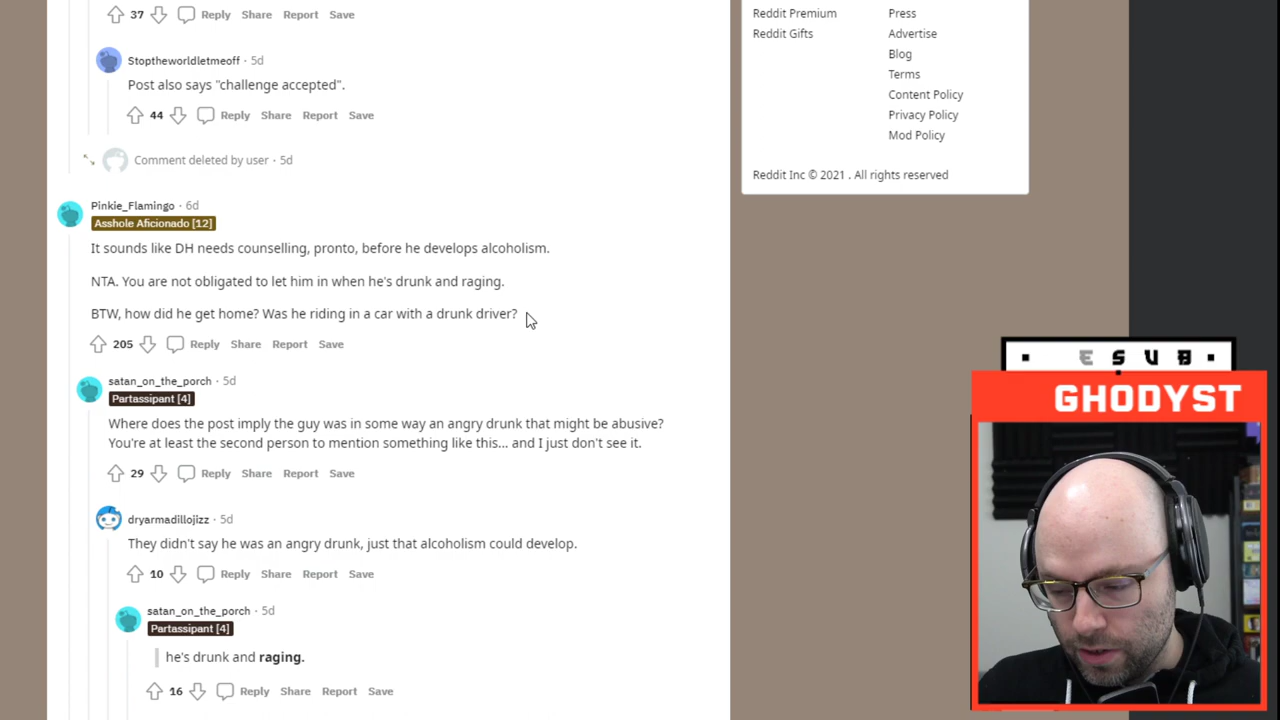 37 Reply Share Report Save
Stoptheworldletmeoff · 5d
Post also says "challenge accepted".
44 Reply Share Report Save
Comment deleted by user · 5d
Pinkie_Flamingo · 6d
Asshole Aficionado [12]
It sounds like DH needs counselling, pronto, before he develops alcoholism.
NTA. You are not obligated to let him in when he's drunk and raging.
BTW, how did he get home? Was he riding in a car with a drunk driver?
205 Reply Share Report Save
satan_on_the_porch · 5d
Partassipant [4]
Where does the post imply the guy was in some way an angry drunk that might be abusive?
You're at least the second person to mention something like this... and I just don't see it.
29 Reply Share Report Save
dryarmadillojizz · 5d
They didn't say he was an angry drunk, just that alcoholism could develop.
10 Reply Share Report Save
satan_on_the_porch · 5d
Partassipant [4]
he's drunk and raging.
16 Reply Share Report Save
Reddit Premium Press
Reddit Gifts Advertise
Blog
Terms
Content Policy
Privacy Policy
Mod Policy
Reddit Inc © 2021 . All rights reserved
E S U B
GHODYST